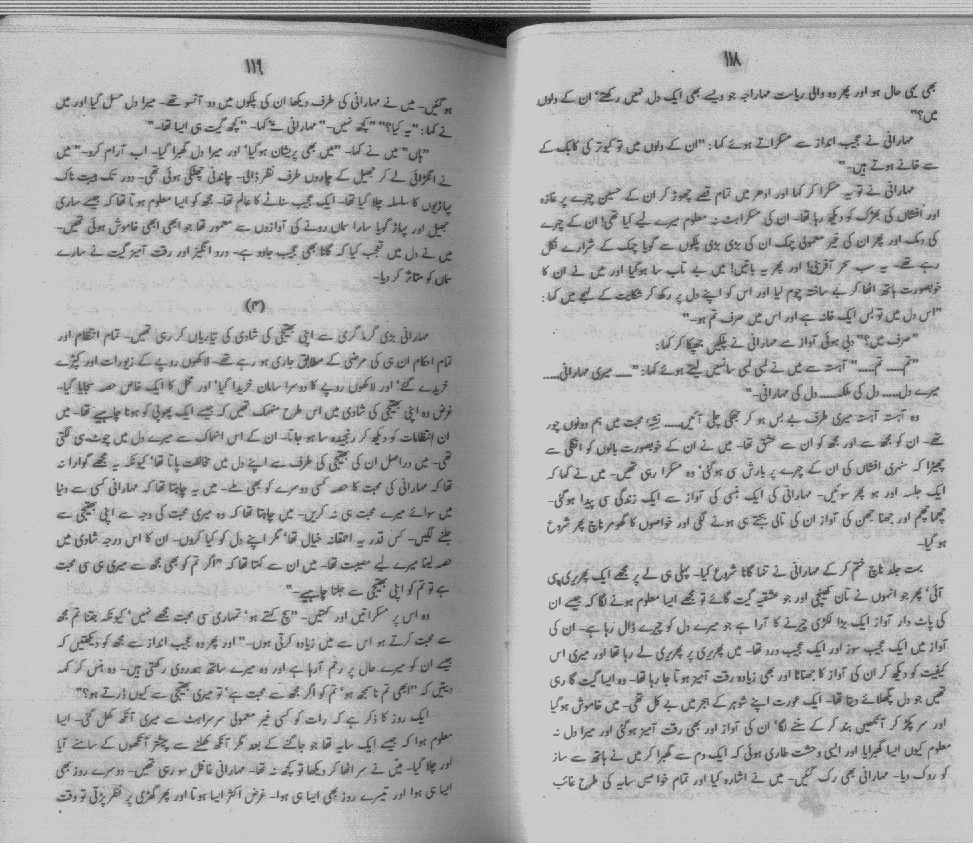 ۱۱۸
بھی یہی حال ہو اور پھر وہ والی ریاست مہاراجہ جو ویسے بھی ایک دل نہیں رکھتے‘ ان کے دلوں
میں؟"
مہارانی نے عجیب انداز سے مسکراتے ہوئے کہا: "ان کے دلوں میں تو کبوتر کی کابک کے
سے خانے ہوتے ہیں۔"
مہارانی نے تو یہ مسکرا کر کہا اور ادھر میں تمام قصے چھوڑ کر ان کے حسین چہرے پر غازہ
اور افشاں کی بھڑک کو دیکھ رہا تھا۔ ان کی مسکراہٹ نہ معلوم میرے لیے کیا تھی! ان کے چہرے
کی دمک اور پھر ان کی غیر معمولی چمک ان کی بڑی بڑی پلکوں سے گویا چمک کے شرارے نکل
رہے تھے۔ یہ سب سحر آفرینی! اور پھر یہ باتیں! میں بے تاب سا ہو گیا اور میں نے ان کا
خوبصورت ہاتھ اٹھا کر بے ساختہ چوم لیا اور اس کو اپنے دل پر رکھ کر شکایت کے لہجے میں کہا:
"اس دل میں تو بس ایک خانہ ہے اور اس میں صرف تم ہو۔"
"صرف میں؟" دبی ہوئی آواز سے مہارانی نے پلکیں جھپکا کر کہا:
"تم...... تم......" آہستہ سے میں نے لمبی لمبی سانسیں لیتے ہوئے کہا: "...... میری مہارانی......
میرے دل...... دل کی ملکہ...... دل کی مہارانی۔"
وہ آہستہ آہستہ میری طرف بے بس ہو کر جھکی چلی آئیں...... نشۂ محبت میں ہم دونوں چور
تھے۔ ان کو مجھ سے اور مجھ کو ان سے عشق تھا۔ میں نے ان کے خوبصورت بالوں کو انگلی سے
چھیڑا کہ سنہری افشاں کی ان کے چہرے پر بارش سی ہو گئی‘ وہ مسکرا رہی تھیں۔ میں نے کہا کہ
ایک جلسہ اور ہو پھر سوئیں۔ مہارانی کی ایک ہنسی کی آواز سے ایک زندگی سی پیدا ہو گئی۔
چھما چھم اور جھنا جھن کی آواز ان کی تالی بجتے ہی ہونے لگی اور خواصوں کا گھومر ناچ پھر شروع
ہو گیا۔
بہت جلد ناچ ختم کر کے مہارانی نے تنہا گانا شروع کیا۔ پہلی ہی لے پر مجھے ایک پھریری سی
آئی‘ پھر جو انہوں نے تان کھینچی اور جو عشقیہ گیت گائے تو مجھے ایسا معلوم ہونے لگا کہ جیسے ان
کی پاٹ دار آواز ایک بڑا لکڑی چیرنے کا آرا ہے جو میرے دل کو چیرے ڈال رہا ہے۔ ان کی
آواز میں ایک عجیب سوز اور ایک عجیب درد تھا۔ میں پھریری پر پھریری لے رہا تھا اور میری اس
کیفیت کو دیکھ کر ان کی آواز کا جھنانا اور بھی زیادہ رقت آمیز ہوتا جا رہا تھا۔ وہ ایسا گیت گا رہی
تھیں جو دل پگھلائے دیتا تھا۔ ایک عورت اپنے شوہر کے ہجر میں بے کل تھی۔ میں خاموش ہو گیا
اور سر پکڑ کر آنکھیں بند کر کے سننے لگا‘ ان کی آواز اور بھی رقت آمیز ہو گئی اور میرا دل نہ
معلوم کیوں ایسا گھبرایا اور ایسی وحشت طاری ہوئی کہ ایک دم سے گھبرا کر میں نے ہاتھ سے ساز
کو روک دیا۔ مہارانی بھی رک گئیں۔ میں نے اشارہ کیا اور تمام خواصیں سایہ کی طرح غائب
۱۱۹
ہو گئیں۔ میں نے مہارانی کی طرف دیکھا ان کی پلکوں میں دو آنسو تھے۔ میرا دل مسل گیا اور میں
نے کہا: "یہ کیا؟" "کچھ نہیں۔" مہارانی نے کہا۔ "کچھ گیت ہی ایسا تھا۔"
"ہاں" میں نے کہا۔ "میں بھی پریشان ہو گیا‘ اور میرا دل گھبرا گیا۔ اب آرام کرو۔" میں
نے انگڑائی لے کر جھیل کے چاروں طرف نظر ڈالی۔ چاندنی چھٹکی ہوئی تھی۔ دور تک ہیبت ناک
پہاڑیوں کا سلسلہ چلا گیا تھا۔ ایک عجیب سناٹے کا عالم تھا۔ مجھ کو ایسا معلوم ہوتا تھا کہ جیسے ساری
جھیل اور پہاڑ گویا سارا سماں رونے کی آوازوں سے معمور تھا جو ابھی ابھی خاموش ہوئی تھیں۔
میں نے دل میں تعجب کیا کہ گانا بھی عجیب جادو ہے۔ درد انگیز اور رقت آمیز گیت نے سارے
سماں کو متاثر کر دیا۔
(۳)
مہارانی بڑی گرما گرمی سے اپنی بھتیجی کی شادی کی تیاریاں کر رہی تھیں۔ تمام انتظام اور
تمام احکام ان ہی کی مرضی کے مطابق جاری ہو رہے تھے۔ لاکھوں روپے کے زیورات اور کپڑے
خریدے گئے‘ اور لاکھوں روپے کا دوسرا سامان خریدا گیا‘ اور محل کا ایک خاص حصہ سجایا گیا۔
غرض وہ اپنی بھتیجی کی شادی میں اس طرح منہمک تھیں کہ جیسے ایک پھوپی کو ہونا چاہیے تھا۔ میں
ان انتظامات کو دیکھ کر رنجیدہ سا ہو جاتا۔ ان کے اس انہماک سے میرے دل میں چوٹ سی لگتی
تھی۔ میں دراصل ان کی بھتیجی کی طرف سے اپنے دل میں مخالفت پاتا تھا‘ کیونکہ یہ مجھے گوارا نہ
تھا کہ مہارانی کی محبت کا حصہ کسی دوسرے کو بھی ملے۔ میں یہ چاہتا تھا کہ مہارانی کسی سے دنیا
میں سوائے میرے محبت ہی نہ کریں۔ میں چاہتا تھا کہ وہ میری محبت کی وجہ سے اپنی بھتیجی سے
جلنے لگیں۔ کس قدر یہ احمقانہ خیال تھا‘ مگر اپنے دل کو کیا کروں۔ ان کا اس درجہ شادی میں
حصہ لینا میرے لیے مصیبت تھا۔ میں ان سے کہتا تھا کہ "اگر تم کو بھی مجھ سے میری ہی سی محبت
ہے تو تم کو اپنی بھتیجی سے جلنا چاہیے۔"
وہ اس پر مسکراتیں اور کہتیں۔ "سچ کہتے ہو‘ تمہاری سی محبت مجھے نہیں‘ کیونکہ جتنا تم مجھ
سے محبت کرتے ہو اس سے میں زیادہ کرتی ہوں۔" اور پھر وہ عجیب انداز سے مجھ کو دیکھتیں کہ
جیسے ان کو میرے حال پر رحم آ رہا ہے اور وہ میرے ساتھ ہمدردی رکھتی ہیں۔ وہ ہنس کر کہہ
دیتیں کہ "ابھی تم ناسمجھ ہو‘ تم کو اگر مجھ سے محبت ہے‘ تو میری بھتیجی سے کیوں ڈرتے ہو؟"
ایک روز کا ذکر ہے کہ رات کو کسی غیر معمولی سرسراہٹ سے میری آنکھ کھل گئی۔ ایسا
معلوم ہوا کہ جیسے ایک سایہ تھا جو جاگنے کے بعد مگر آنکھ کھلنے سے پیشتر آنکھوں کے سامنے آیا
اور چلا گیا۔ میں نے سر اٹھا کر دیکھا تو کچھ نہ تھا۔ مہارانی غافل سو رہی تھیں۔ دوسرے روز بھی
ایسا ہی ہوا اور تیسرے روز بھی ایسا ہی ہوا۔ غرض اکثر ایسا ہوتا اور پھر گھڑی پر نظر پڑتی تو وقت